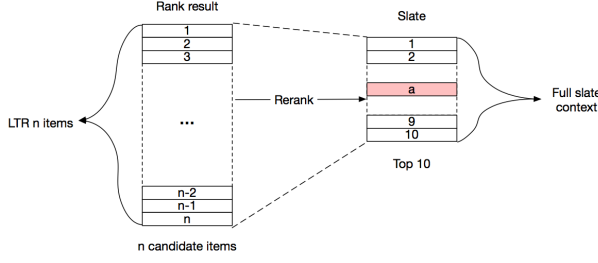 Rank result
Slate
1
2
3
1
2
a
Rerank
LTR n items
...
Full slate
context
9
10
Top 10
n-2
n-1
n
n candidate items